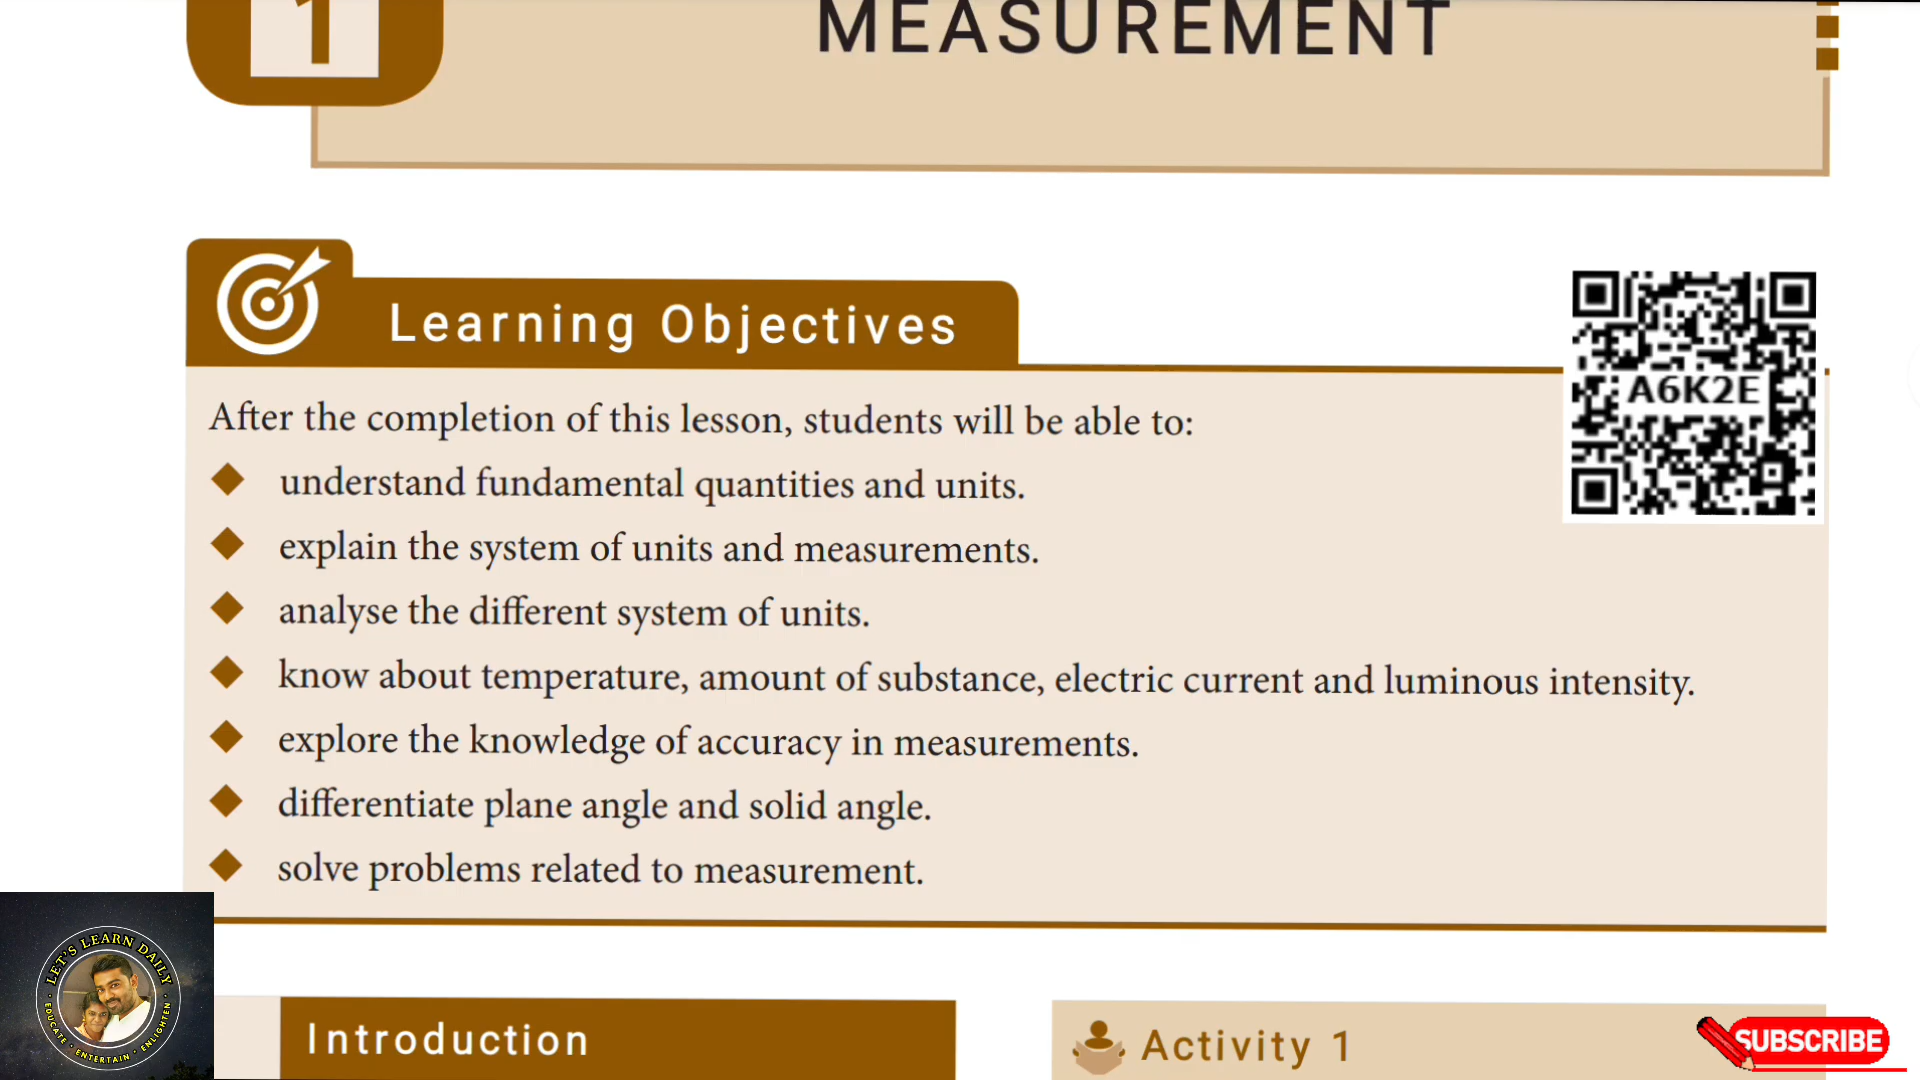 1
MEASUREMENT
Learning Objectives
A6K2E
After the completion of this lesson, students will be able to:
understand fundamental quantities and units.
explain the system of units and measurements.
analyse the different system of units.
know about temperature, amount of substance, electric current and luminous intensity.
explore the knowledge of accuracy in measurements.
differentiate plane angle and solid angle.
solve problems related to measurement.
LET'S LEARN DAILY
EDUCATE · ENTERTAIN · ENLIGHTEN
Introduction
Activity 1
SUBSCRIBE